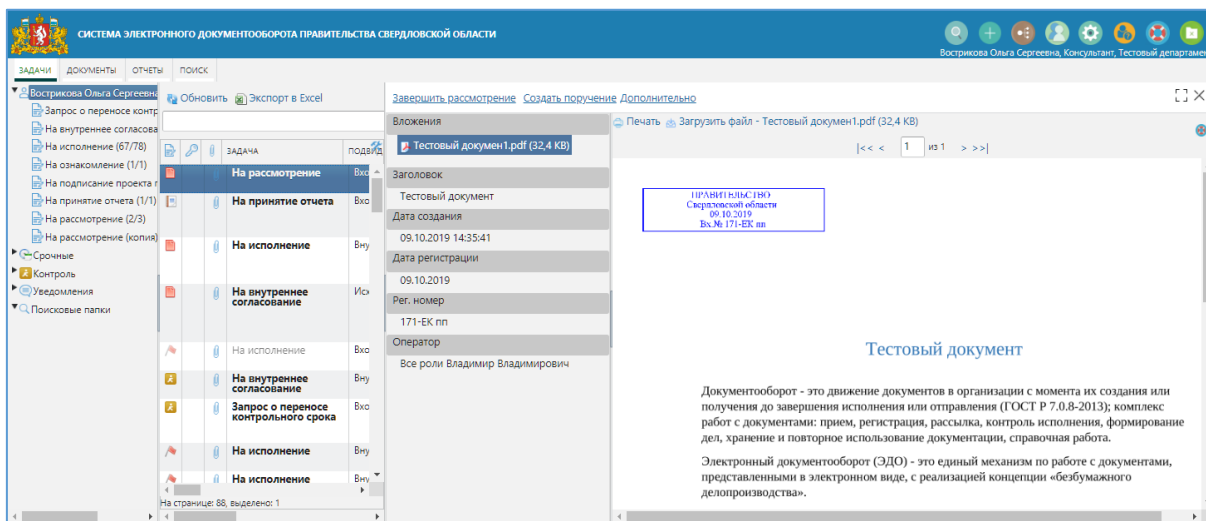 СИСТЕМА ЭЛЕКТРОННОГО ДОКУМЕНТООБОРОТА ПРАВИТЕЛЬСТВА СВЕРДЛОВСКОЙ ОБЛАСТИ
Вострикова Ольга Сергеевна, Консультант, Тестовый департамен
ЗАДАЧИ ДОКУМЕНТЫ ОТЧЕТЫ ПОИСК
Вострикова Ольга Сергеевна
Запрос о переносе контр
На внутреннее согласова
На исполнение (67/78)
На ознакомление (1/1)
На подписание проекта п
На принятие отчета (1/1)
На рассмотрение (2/3)
На рассмотрение (копия)
Срочные
Контроль
Уведомления
Поисковые папки
Обновить Экспорт в Excel
ЗАДАЧА ПОДВИД
На рассмотрение Вхо
На принятие отчета Вхо
На исполнение Вну
На внутреннее Исх
согласование
На исполнение Вхо
На внутреннее Вну
согласование
Запрос о переносе Вхо
контрольного срока
На исполнение Вну
На исполнение Вну
На странице: 88, выделено: 1
Завершить рассмотрение Создать поручение Дополнительно
Вложения
Тестовый докумен1.pdf (32,4 KB)
Заголовок
Тестовый документ
Дата создания
09.10.2019 14:35:41
Дата регистрации
09.10.2019
Рег. номер
171-ЕК пп
Оператор
Все роли Владимир Владимирович
Печать Загрузить файл - Тестовый докумен1.pdf (32,4 KB)
|<< < 1 из 1 > >>|
ПРАВИТЕЛЬСТВО
Свердловской области
09.10.2019
Вх.№ 171-ЕК пп
Тестовый документ
Документооборот - это движение документов в организации с момента их создания или
получения до завершения исполнения или отправления (ГОСТ Р 7.0.8-2013); комплекс
работ с документами: прием, регистрация, рассылка, контроль исполнения, формирование
дел, хранение и повторное использование документации, справочная работа.
Электронный документооборот (ЭДО) - это единый механизм по работе с документами,
представленными в электронном виде, с реализацией концепции «безбумажного
делопроизводства».